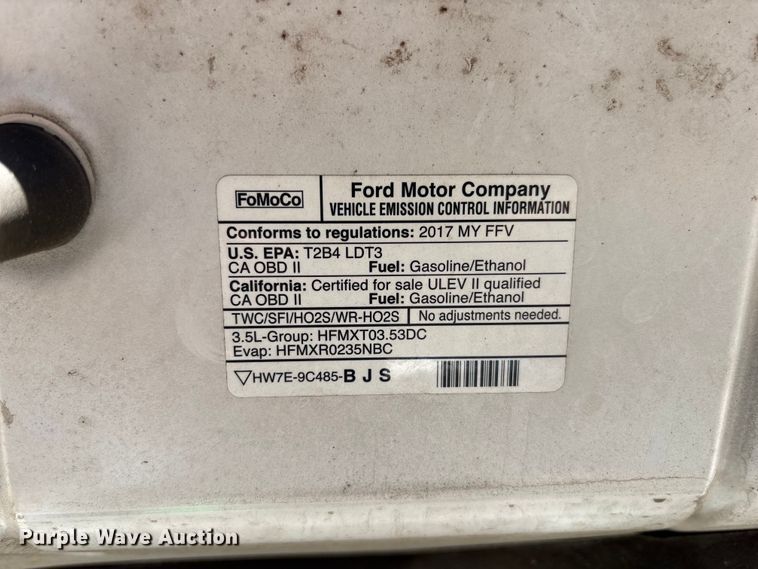 FoMoCo
Ford Motor Company
VEHICLE EMISSION CONTROL INFORMATION
Conforms to regulations: 2017 MY FFV
U.S. EPA: T2B4 LDT3
CA OBD II Fuel: Gasoline/Ethanol
California: Certified for sale ULEV II qualified
CA OBD II Fuel: Gasoline/Ethanol
TWC/SFI/HO2S/WR-HO2S No adjustments needed.
3.5L-Group: HFMXT03.53DC
Evap: HFMXR0235NBC
HW7E-9C485-B J S
Purple Wave Auction